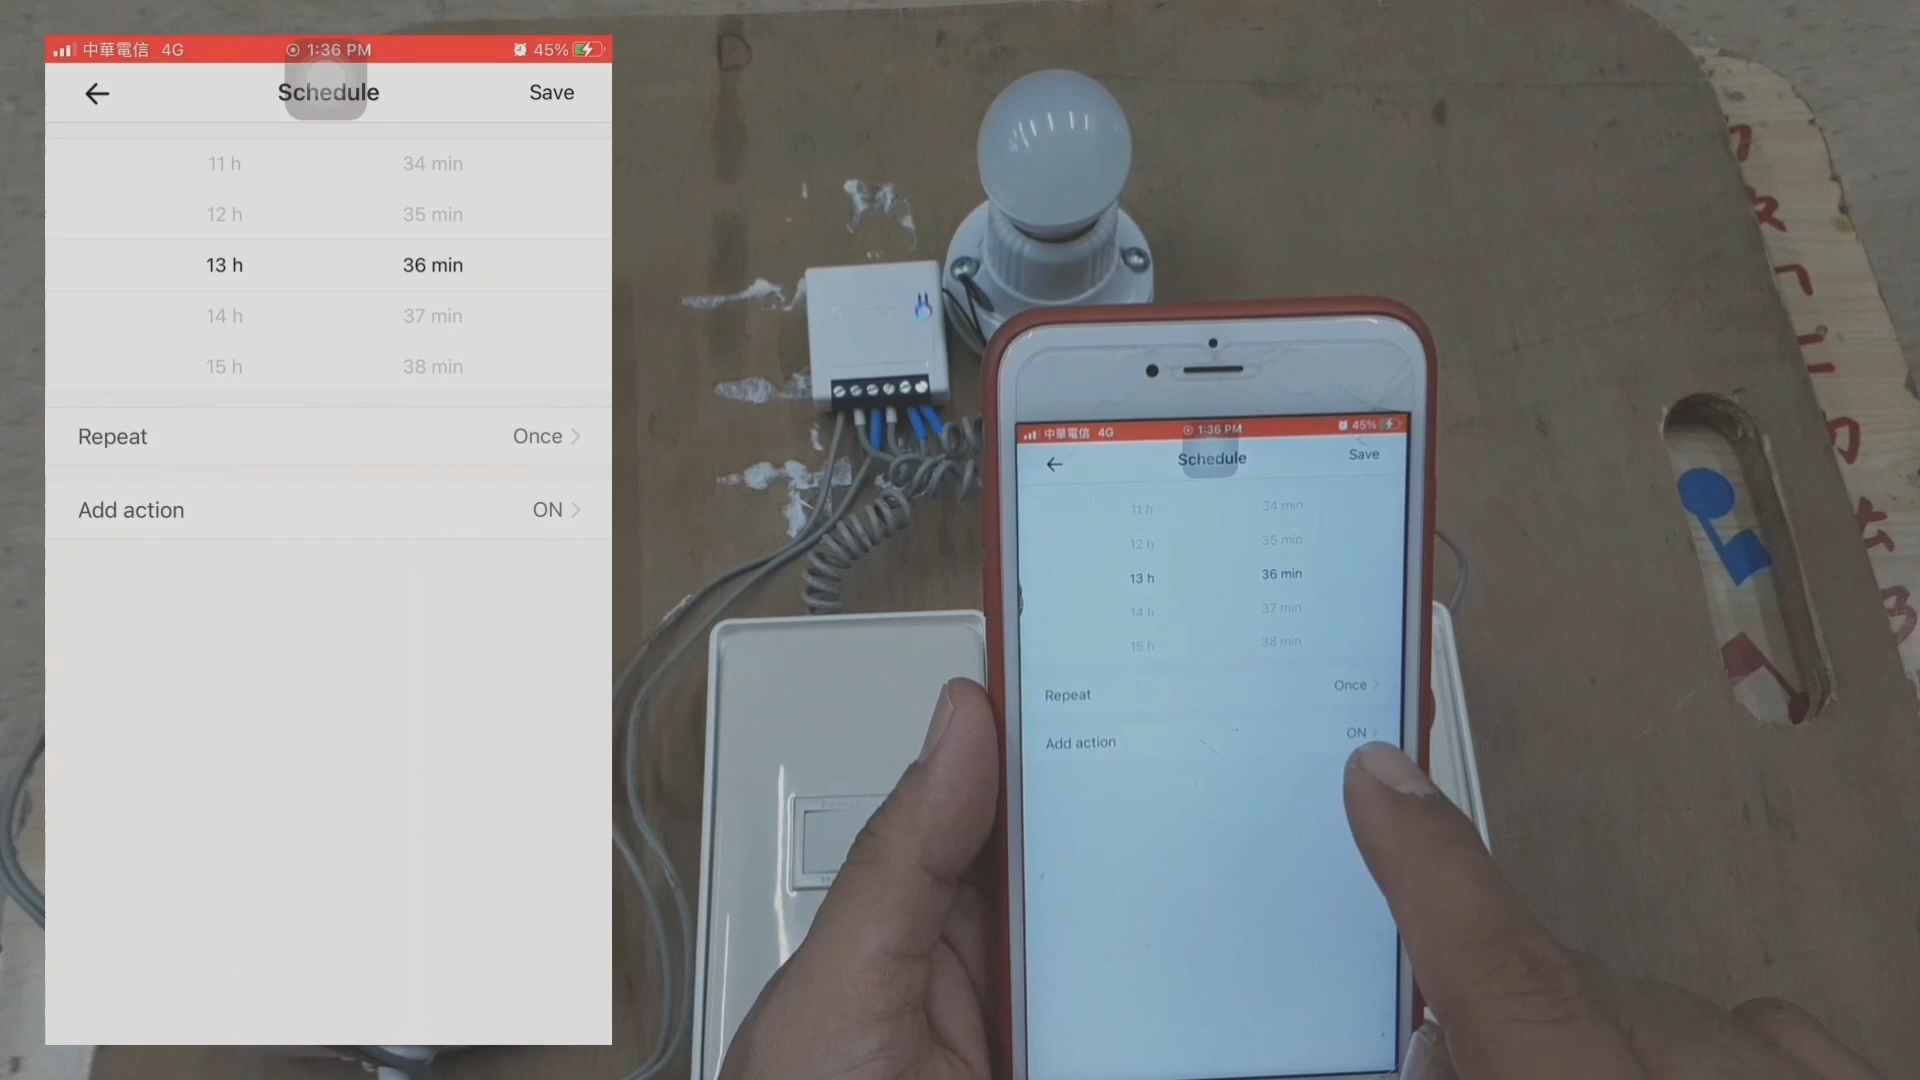 中華電信 4G 1:36 PM 45%
Schedule Save
11 h 34 min
12 h 35 min
13 h 36 min
14 h 37 min
15 h 38 min
Repeat Once
Add action ON
中華電信 4G 1:36 PM 45%
Schedule Save
11 h 34 min
12 h 35 min
13 h 36 min
14 h 37 min
15 h 38 min
Repeat Once
Add action ON